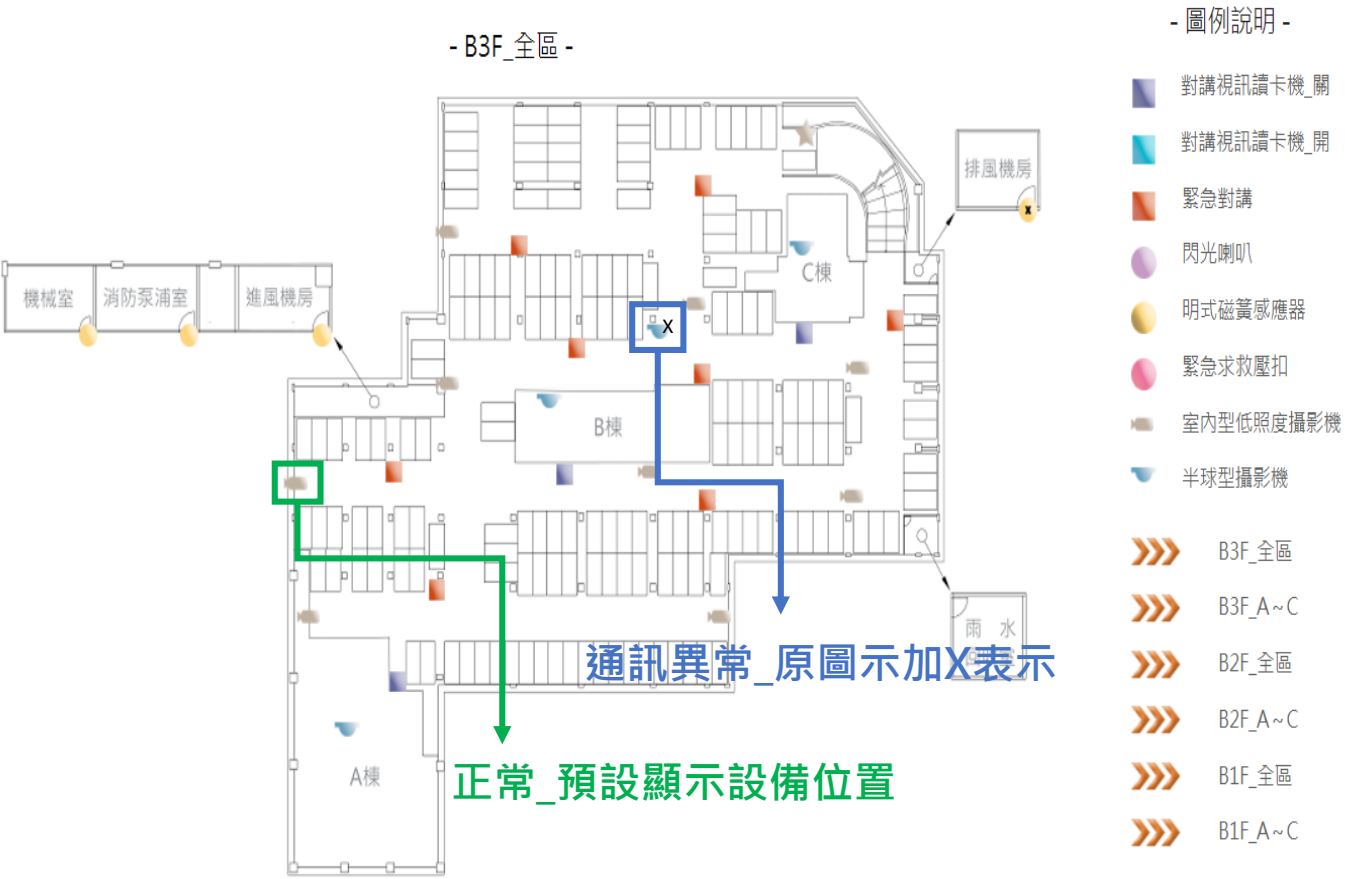 - B3F_全區 -
- 圖例說明 -
對講視訊讀卡機_關
對講視訊讀卡機_開
緊急對講
閃光喇叭
明式磁簧感應器
緊急求救壓扣
室內型低照度攝影機
半球型攝影機
B3F_全區
B3F_A~C
B2F_全區
B2F_A~C
B1F_全區
B1F_A~C
排風機房
x
機械室
消防泵浦室
進風機房
C棟
X
B棟
雨 水
通訊異常_原圖示加X表示
A棟
正常_預設顯示設備位置